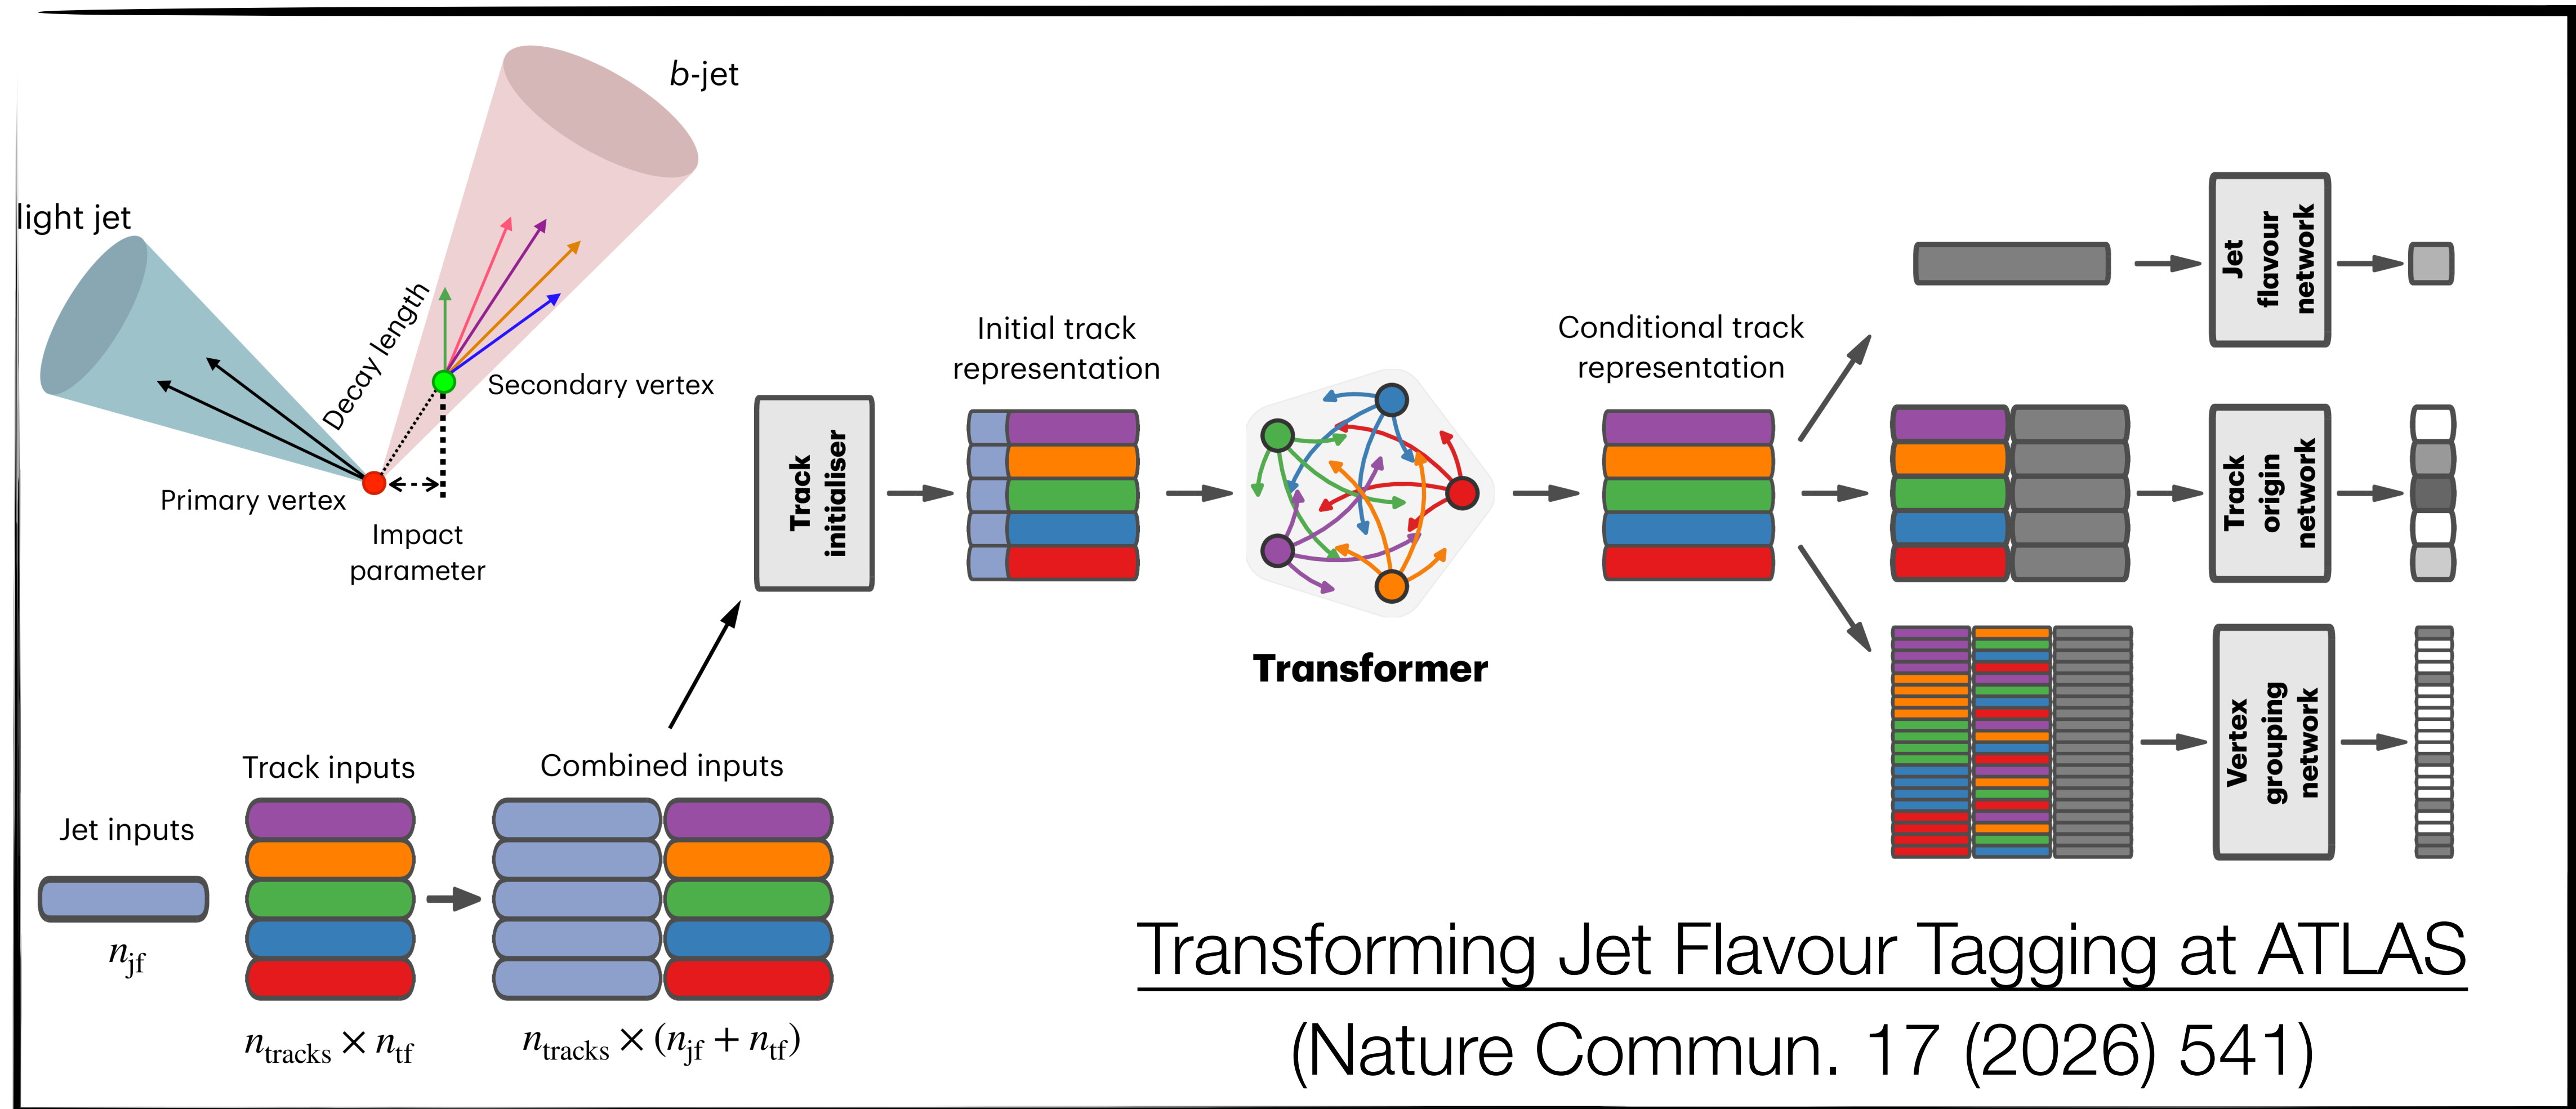 b-jet
light jet
Decay length
Secondary vertex
Primary vertex
Impact
parameter
Jet inputs
n_jf
Track inputs
n_tracks × n_tf
Combined inputs
n_tracks × (n_jf + n_tf)
Track
initialiser
Initial track
representation
Transformer
Conditional track
representation
Jet
flavour
network
Track
origin
network
Vertex
grouping
network
Transforming Jet Flavour Tagging at ATLAS
(Nature Commun. 17 (2026) 541)